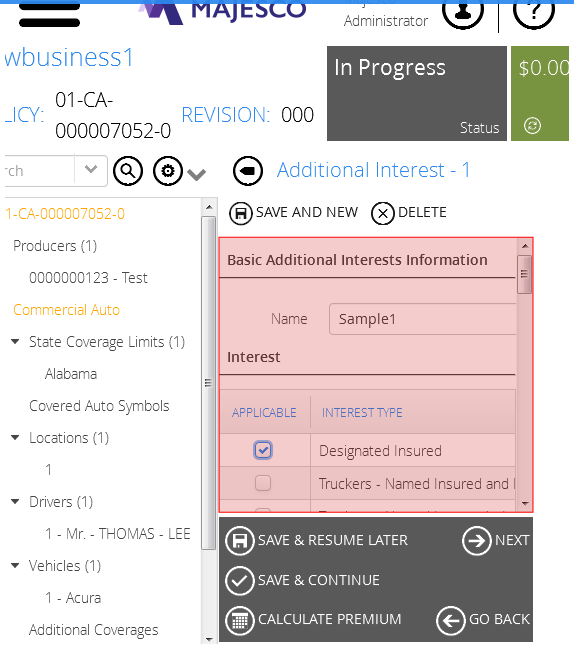 MAJESCO
Administrator
?
wbusiness1
LICY: 01-CA-000007052-0 REVISION: 000
In Progress
Status
$0.00
rch
Additional Interest - 1
SAVE AND NEW DELETE
1-CA-000007052-0
Producers (1)
0000000123 - Test
Commercial Auto
State Coverage Limits (1)
Alabama
Covered Auto Symbols
Locations (1)
1
Drivers (1)
1 - Mr. - THOMAS - LEE
Vehicles (1)
1 - Acura
Additional Coverages
Basic Additional Interests Information
Name Sample1
Interest
APPLICABLE INTEREST TYPE
Designated Insured
Truckers - Named Insured and
SAVE & RESUME LATER NEXT
SAVE & CONTINUE
CALCULATE PREMIUM GO BACK